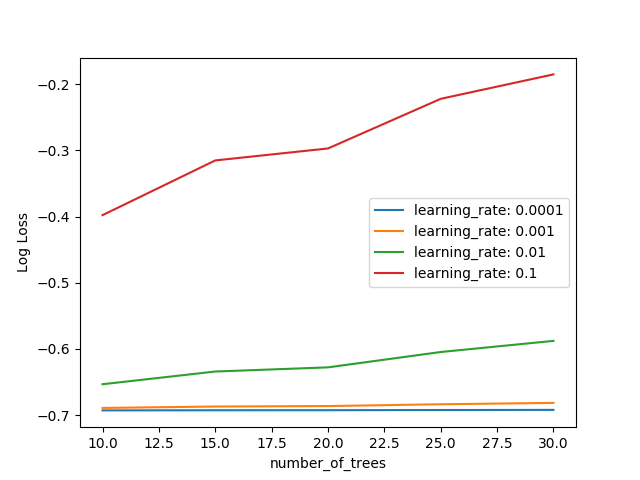 −0.2
−0.3
−0.4
−0.5
−0.6
−0.7
Log Loss
learning_rate: 0.0001
learning_rate: 0.001
learning_rate: 0.01
learning_rate: 0.1
10.0 12.5 15.0 17.5 20.0 22.5 25.0 27.5 30.0
number_of_trees